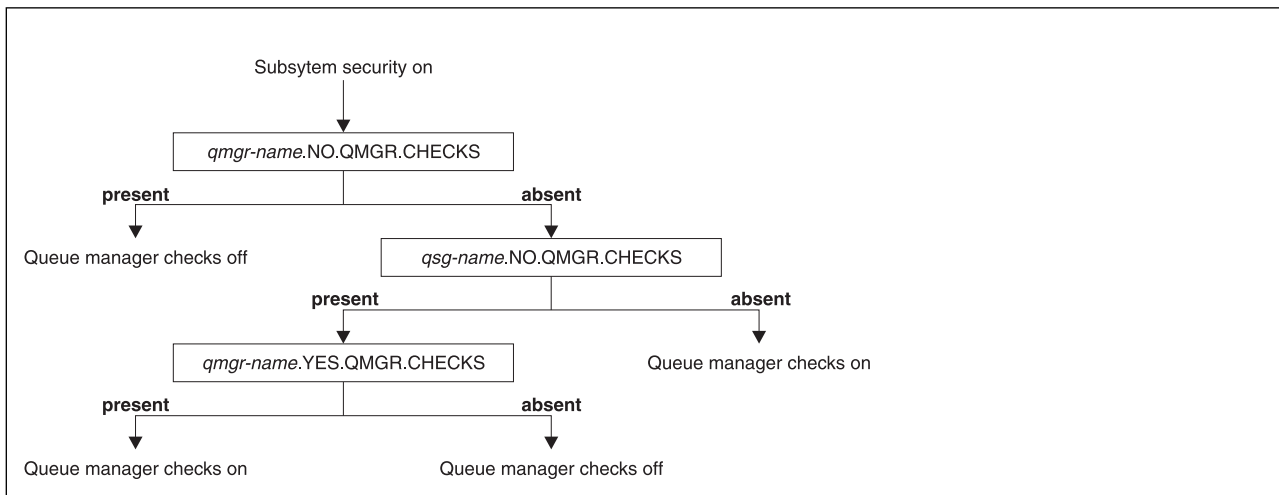 Subsytem security on
qmgr-name.NO.QMGR.CHECKS
present absent
Queue manager checks off qsg-name.NO.QMGR.CHECKS
present absent
qmgr-name.YES.QMGR.CHECKS Queue manager checks on
present absent
Queue manager checks on Queue manager checks off